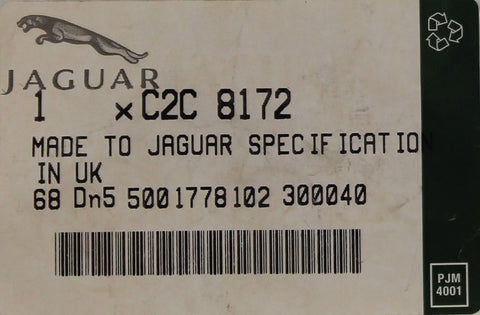 JAGUAR
1 x C2C 8172
MADE TO JAGUAR SPECIFICATION
IN UK
68 Dn5 5001778102 300040
PJM
4001